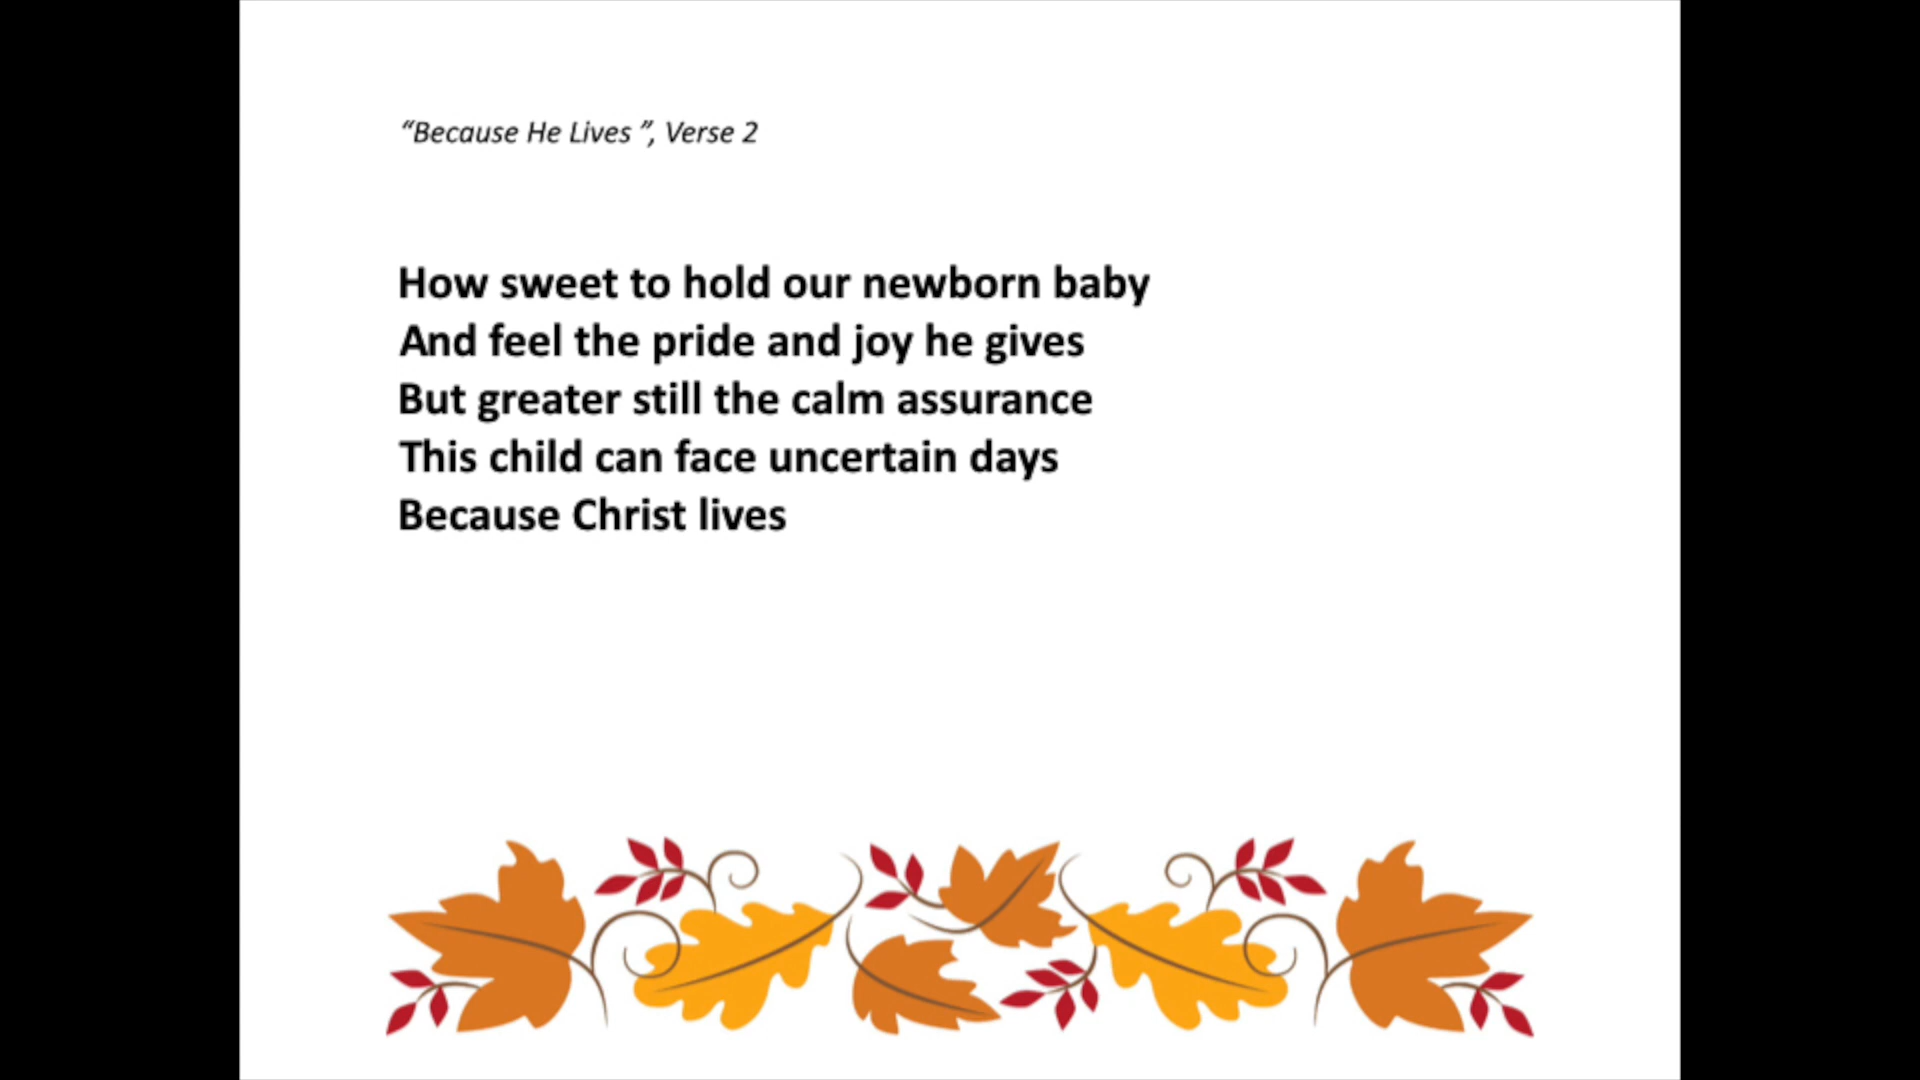 “Because He Lives ”, Verse 2
How sweet to hold our newborn baby
And feel the pride and joy he gives
But greater still the calm assurance
This child can face uncertain days
Because Christ lives